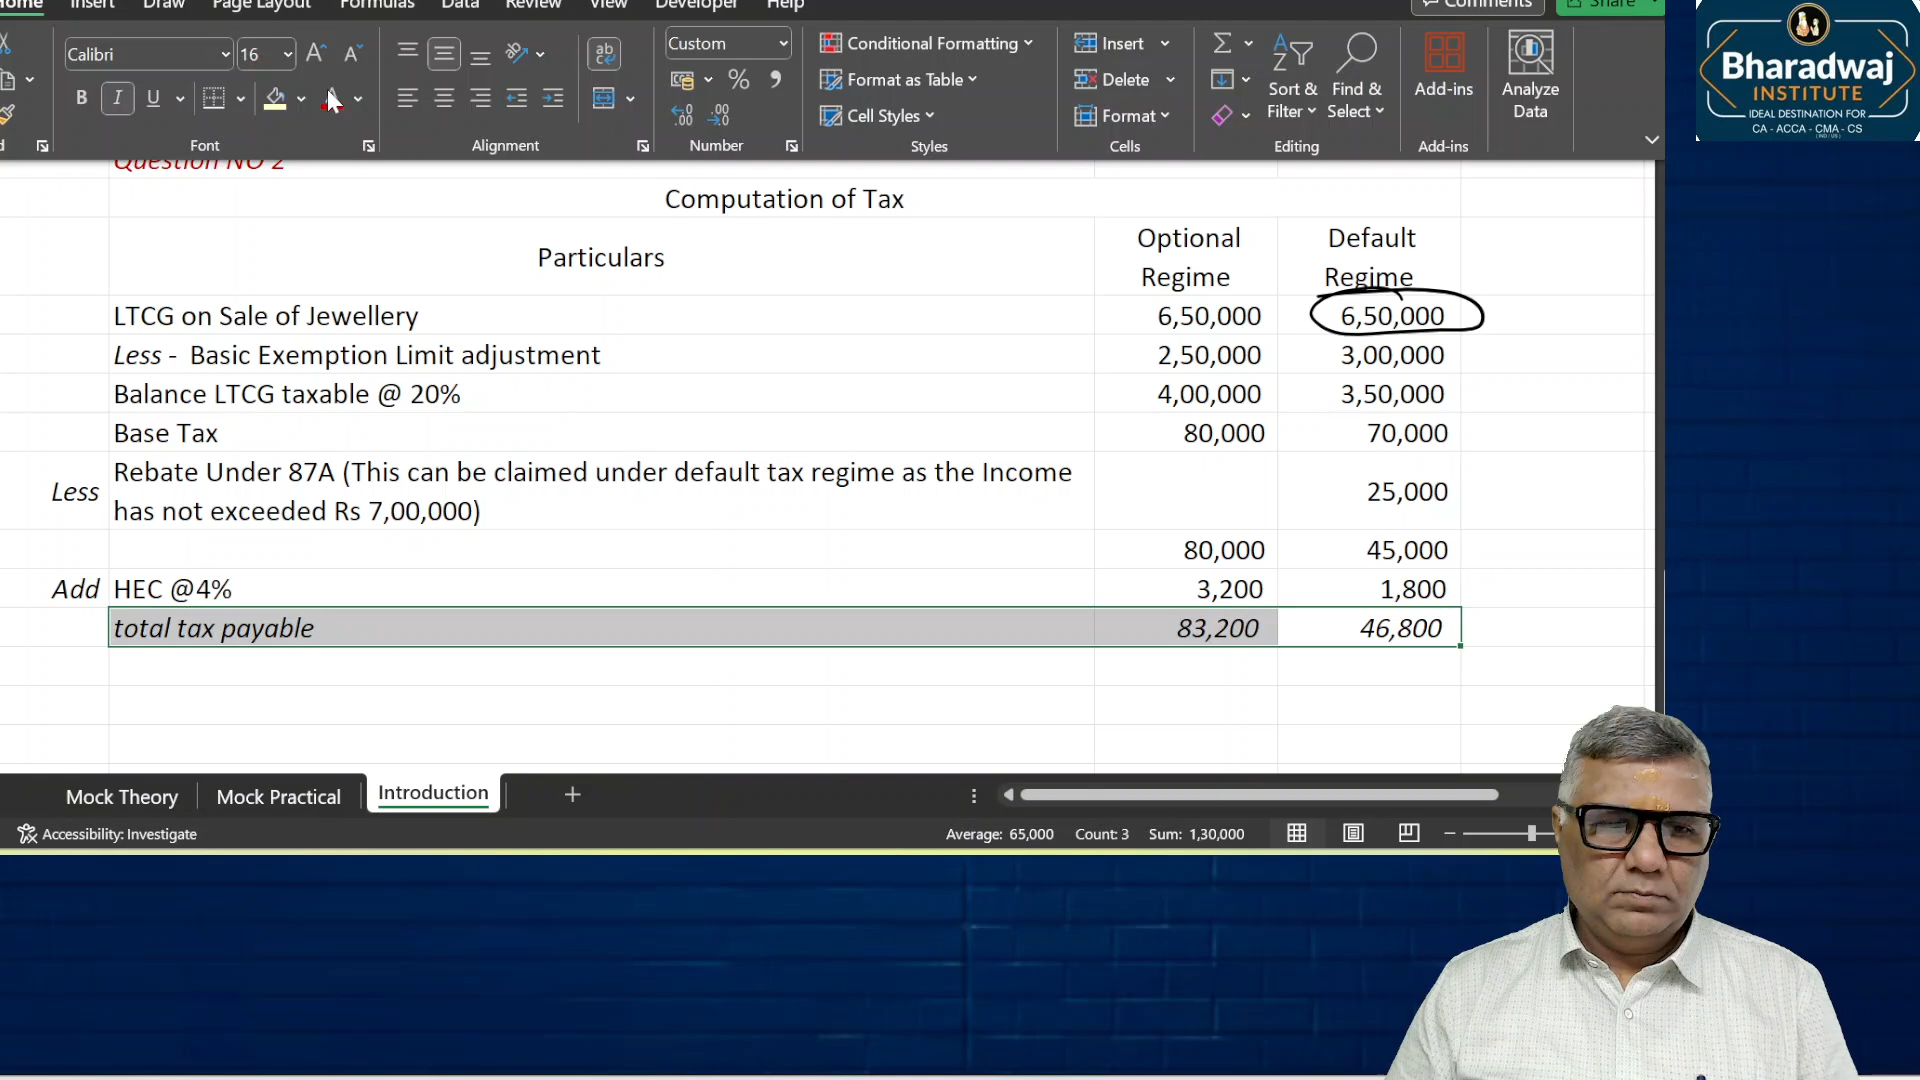 Home Insert Draw Page Layout Formulas Data Review View Developer Help Comments Share
Calibri 16 ab Custom Conditional Formatting Insert
Format as Table Delete
Cell Styles Format
Sort & Filter Find & Select Add-ins Analyze Data
Font Alignment Number Styles Cells Editing Add-ins
Bharadwaj
INSTITUTE
IDEAL DESTINATION FOR
CA - ACCA - CMA - CS
Question NO 2
Computation of Tax
Particulars Optional Regime Default Regime
LTCG on Sale of Jewellery 6,50,000 6,50,000
Less - Basic Exemption Limit adjustment 2,50,000 3,00,000
Balance LTCG taxable @ 20% 4,00,000 3,50,000
Base Tax 80,000 70,000
Less Rebate Under 87A (This can be claimed under default tax regime as the Income
has not exceeded Rs 7,00,000) 25,000
80,000 45,000
Add HEC @4% 3,200 1,800
total tax payable 83,200 46,800
Mock Theory Mock Practical Introduction
Accessibility: Investigate Average: 65,000 Count: 3 Sum: 1,30,000